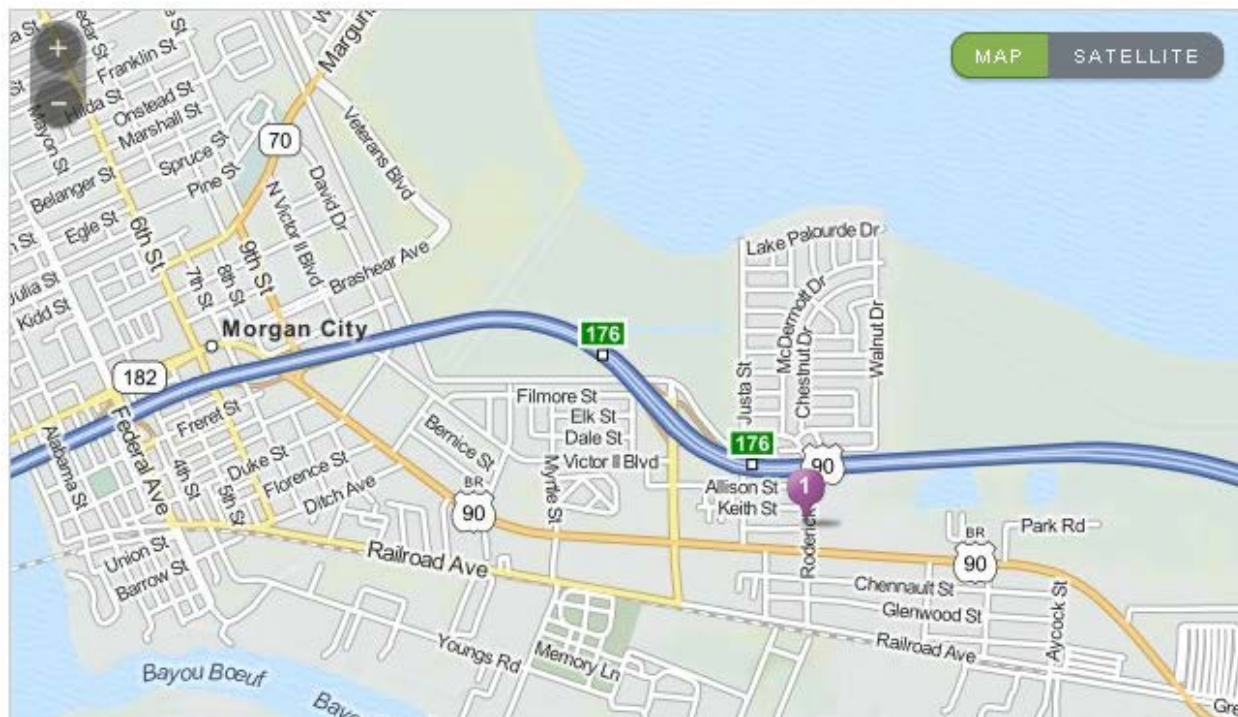 MAP
SATELLITE
+
−
Franklin St
Hilda St
Onstead St
Marshall St
Mayon St
Spruce St
Belanger St
Pine St
Egle St
Julia St
Kidd St
6th St
7th St
8th St
9th St
N Victor II Blvd
David Dr
Brashear Ave
Veterans Blvd
Margu
70
Morgan City
182
176
176
Lake Palourde Dr
McDermott Dr
Chestnut Dr
Walnut Dr
Justa St
Filmore St
Elk St
Dale St
Victor II Blvd
Myrtle St
Bernice St
Federal Ave
Alabama St
Freret St
Duke St
Florence St
Ditch Ave
4th St
5th St
BR
90
90
1
Allison St
Keith St
Roderick
Park Rd
BR
90
Chennault St
Glenwood St
Aycock St
Railroad Ave
Railroad Ave
Union St
Barrow St
Youngs Rd
Memory Ln
Bayou Boeuf
Bayou
Gre